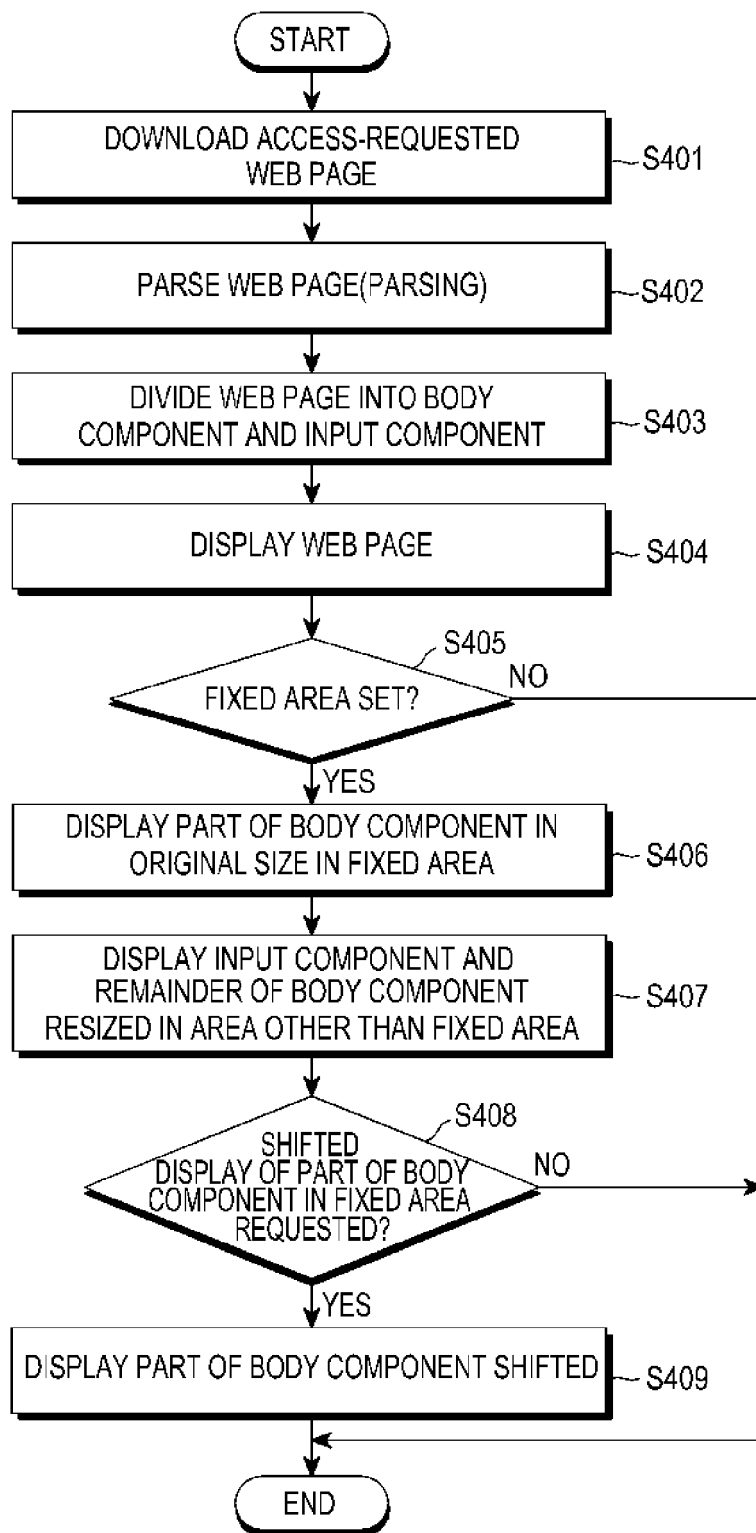 START
DOWNLOAD ACCESS-REQUESTED
WEB PAGE
S401
PARSE WEB PAGE(PARSING)
S402
DIVIDE WEB PAGE INTO BODY
COMPONENT AND INPUT COMPONENT
S403
DISPLAY WEB PAGE
S404
S405
FIXED AREA SET?
NO
YES
DISPLAY PART OF BODY COMPONENT IN
ORIGINAL SIZE IN FIXED AREA
S406
DISPLAY INPUT COMPONENT AND
REMAINDER OF BODY COMPONENT
RESIZED IN AREA OTHER THAN FIXED AREA
S407
S408
SHIFTED
DISPLAY OF PART OF BODY
COMPONENT IN FIXED AREA
REQUESTED?
NO
YES
DISPLAY PART OF BODY COMPONENT SHIFTED
S409
END